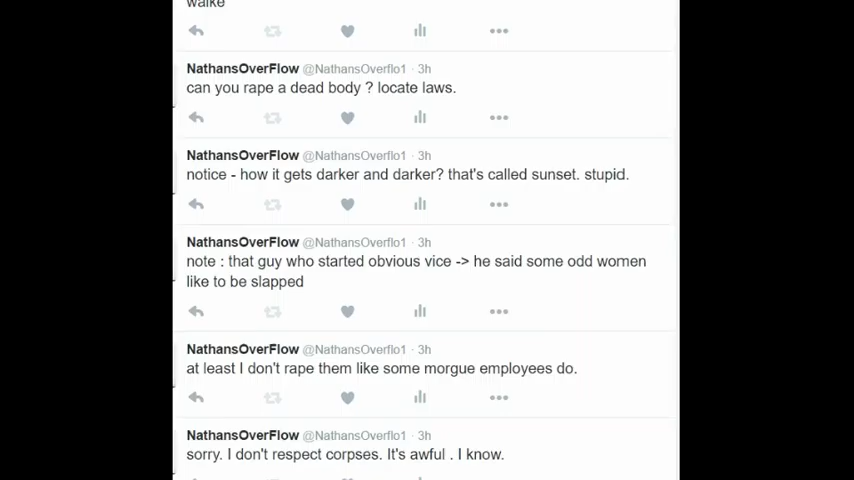 walke
NathansOverFlow @NathansOverflo1 · 3h
can you rape a dead body ? locate laws.
NathansOverFlow @NathansOverflo1 · 3h
notice - how it gets darker and darker? that's called sunset. stupid.
NathansOverFlow @NathansOverflo1 · 3h
note : that guy who started obvious vice -> he said some odd women
like to be slapped
NathansOverFlow @NathansOverflo1 · 3h
at least I don't rape them like some morgue employees do.
NathansOverFlow @NathansOverflo1 · 3h
sorry. I don't respect corpses. It's awful . I know.